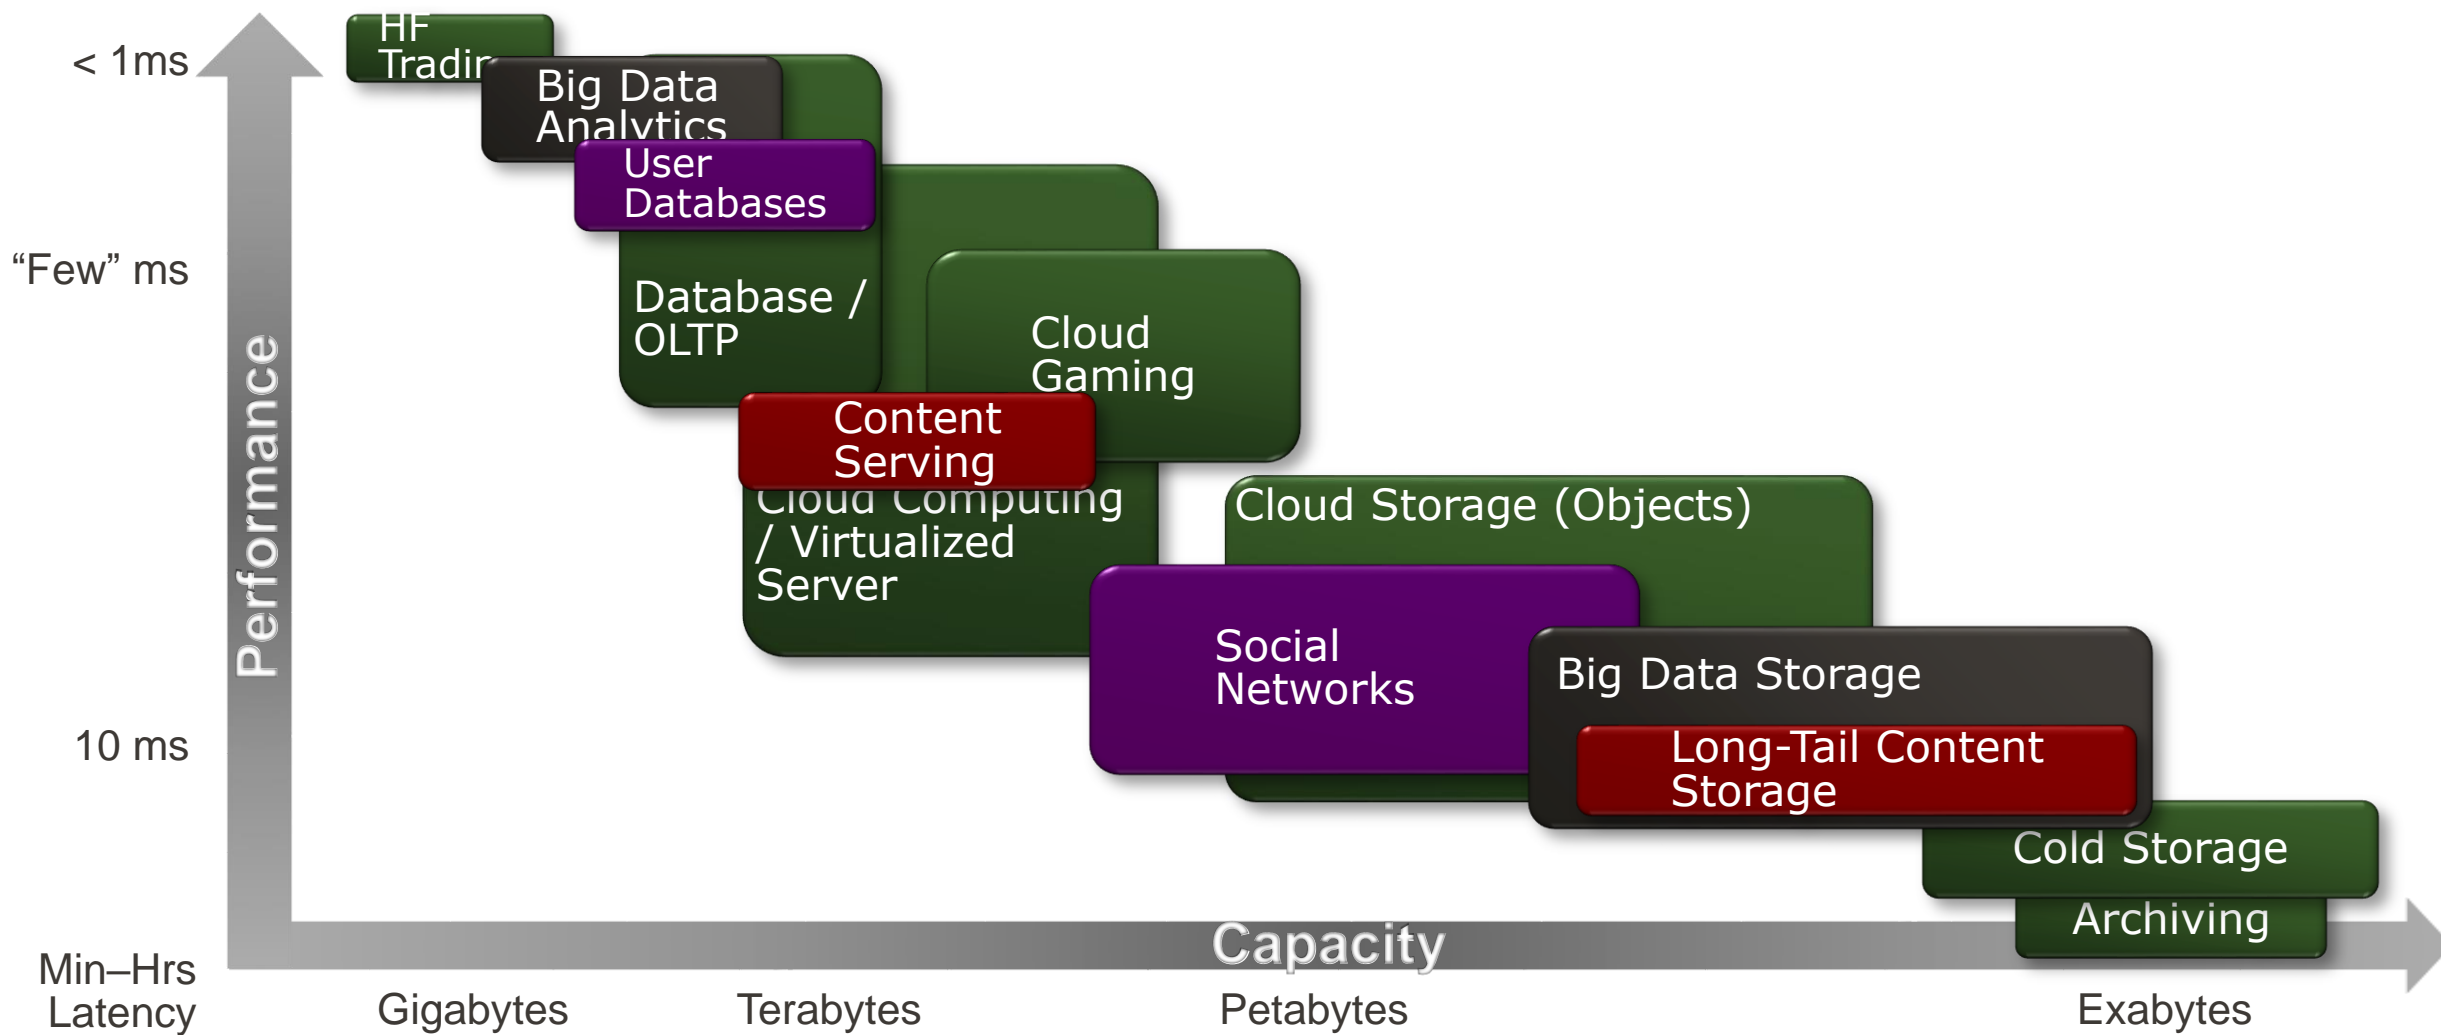 < 1ms
“Few” ms
10 ms
Min–Hrs
Latency
Performance
HF
Big Data
Analytics
User
Databases
Database /
OLTP
Cloud
Gaming
Content
Serving
Cloud Computing
/ Virtualized
Server
Cloud Storage (Objects)
Social
Networks
Big Data Storage
Long-Tail Content
Storage
Cold Storage
Archiving
Capacity
Gigabytes
Terabytes
Petabytes
Exabytes